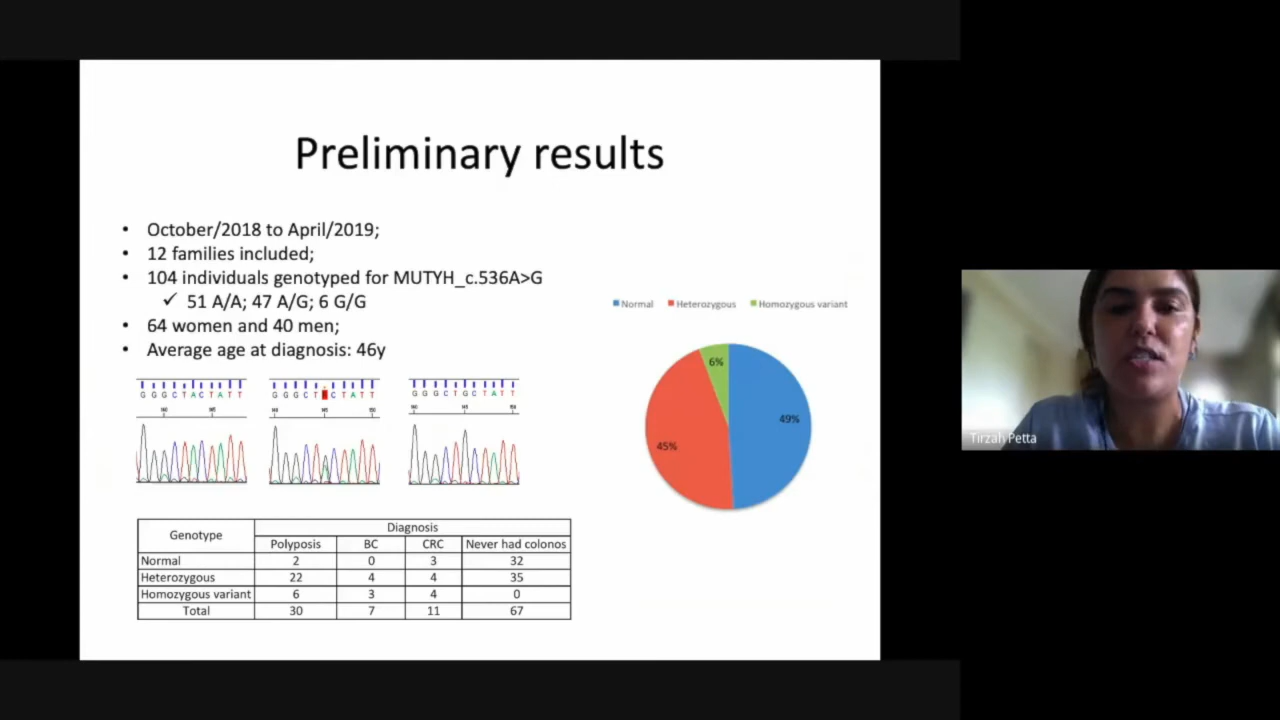 Preliminary results
• October/2018 to April/2019;
• 12 families included;
• 104 individuals genotyped for MUTYH_c.536A>G
✓ 51 A/A; 47 A/G; 6 G/G
• 64 women and 40 men;
• Average age at diagnosis: 46y
Normal Heterozygous Homozygous variant
6%
49%
45%
G G G C T A C T A T T
G G G C T C T A T T
G G G C T G C T A T T
Genotype Diagnosis
Polyposis BC CRC Never had colonos
Normal 2 0 3 32
Heterozygous 22 4 4 35
Homozygous variant 6 3 4 0
Total 30 7 11 67
Tirzah Petta